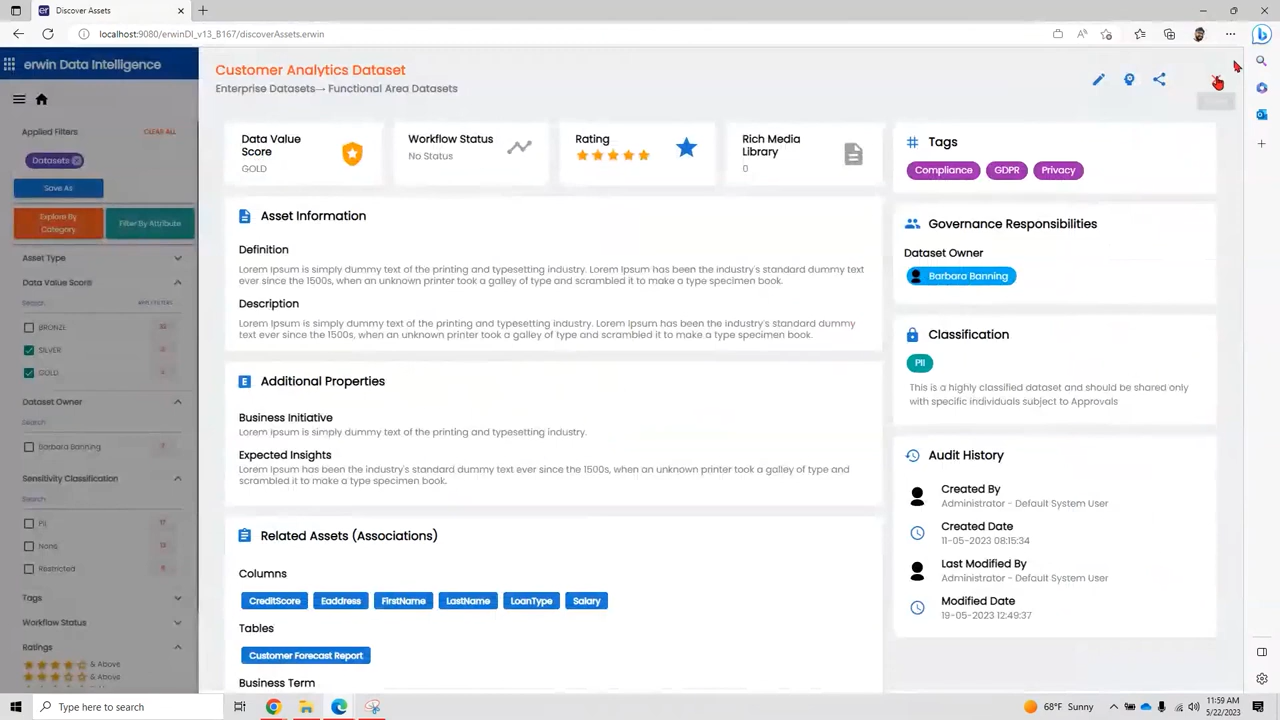 Discover Assets
localhost:9080/erwinDI_v13_B167/discoverAssets.erwin
erwin Data Intelligence
Applied Filters
CLEAR ALL
Datasets
Save As
Explore By
Category
Filter By Attribute
Asset Type
Data Value Score
Search
APPLY FILTERS
BRONZE
SILVER
GOLD
Dataset Owner
Search
Barbara Banning
Sensitivity Classification
Search
PII
None
Restricted
Tags
Workflow Status
Ratings
& Above
& Above
Customer Analytics Dataset
Enterprise Datasets→ Functional Area Datasets
Data Value
Score
GOLD
Workflow Status
No Status
Rating
Rich Media
Library
0
Asset Information
Definition
Lorem Ipsum is simply dummy text of the printing and typesetting industry. Lorem Ipsum has been the industry's standard dummy text
ever since the 1500s, when an unknown printer took a galley of type and scrambled it to make a type specimen book.
Description
Lorem Ipsum is simply dummy text of the printing and typesetting industry. Lorem Ipsum has been the industry's standard dummy
text ever since the 1500s, when an unknown printer took a galley of type and scrambled it to make a type specimen book.
Additional Properties
Business Initiative
Lorem Ipsum is simply dummy text of the printing and typesetting industry.
Expected Insights
Lorem Ipsum has been the industry's standard dummy text ever since the 1500s, when an unknown printer took a galley of type and
scrambled it to make a type specimen book.
Related Assets (Associations)
Columns
CreditScore
Eaddress
FirstName
LastName
LoanType
Salary
Tables
Customer Forecast Report
Business Term
Tags
Compliance
GDPR
Privacy
Governance Responsibilities
Dataset Owner
Barbara Banning
Classification
PII
This is a highly classified dataset and should be shared only
with specific individuals subject to Approvals
Audit History
Created By
Administrator - Default System User
Created Date
11-05-2023 08:15:34
Last Modified By
Administrator - Default System User
Modified Date
19-05-2023 12:49:37
Type here to search
68°F Sunny
11:59 AM
5/22/2023